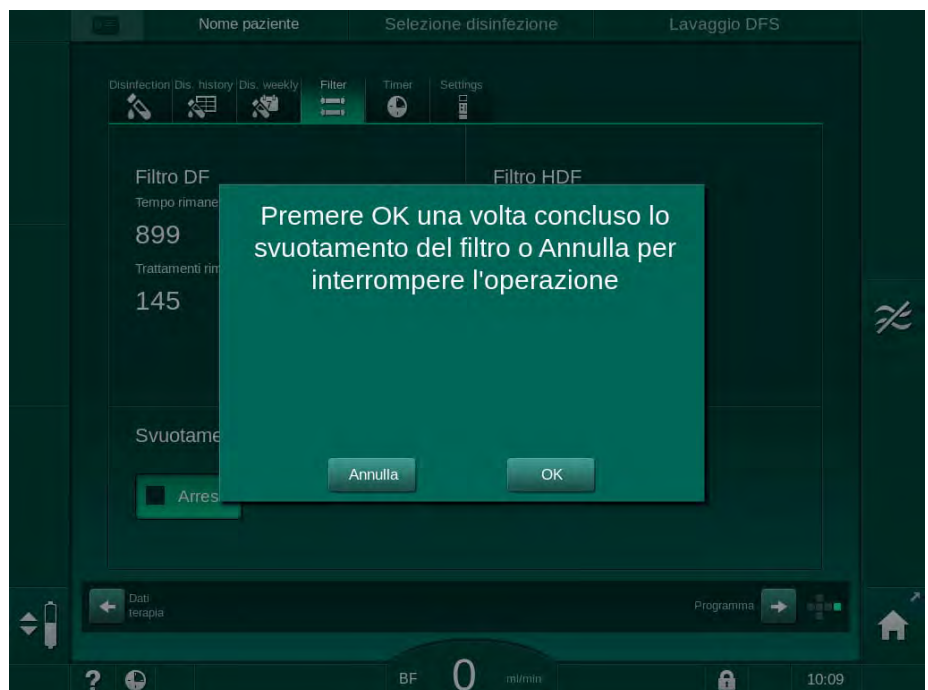 Nome paziente Selezione disinfezione Lavaggio DFS
Disinfection Dis. history Dis. weekly Filter Timer Settings
Filtro DF Filtro HDF
Tempo rimane
899
Trattamenti rim
145
Premere OK una volta concluso lo
svuotamento del filtro o Annulla per
interrompere l'operazione
Annulla OK
Svuotame
Arres
Dati
terapia
Programma
? BF 0 ml/min 10:09